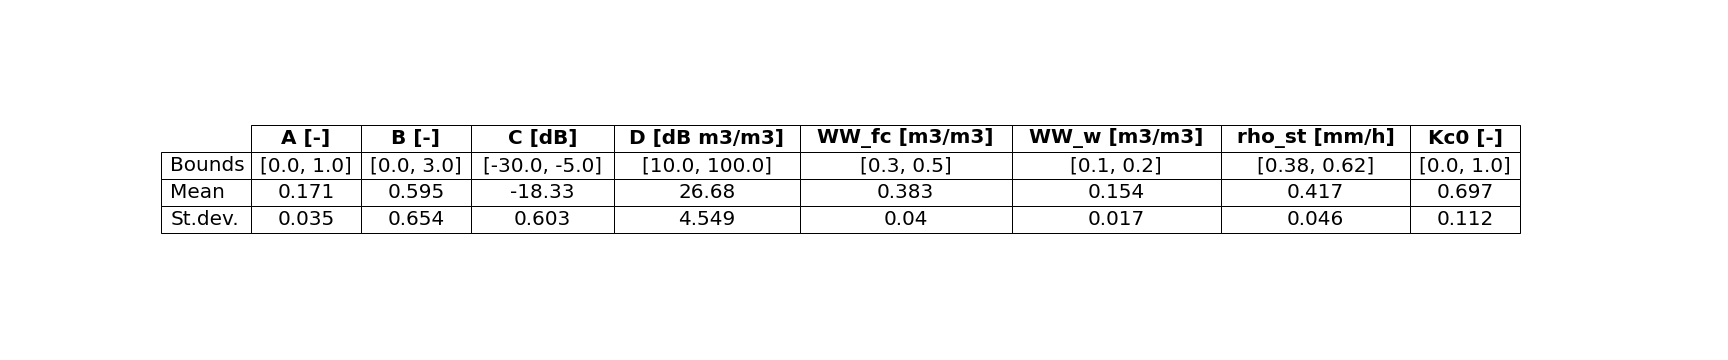 A [-] B [-] C [dB] D [dB m3/m3] WW_fc [m3/m3] WW_w [m3/m3] rho_st [mm/h] Kc0 [-]
Bounds [0.0, 1.0] [0.0, 3.0] [-30.0, -5.0] [10.0, 100.0] [0.3, 0.5] [0.1, 0.2] [0.38, 0.62] [0.0, 1.0]
Mean 0.171 0.595 -18.33 26.68 0.383 0.154 0.417 0.697
St.dev. 0.035 0.654 0.603 4.549 0.04 0.017 0.046 0.112